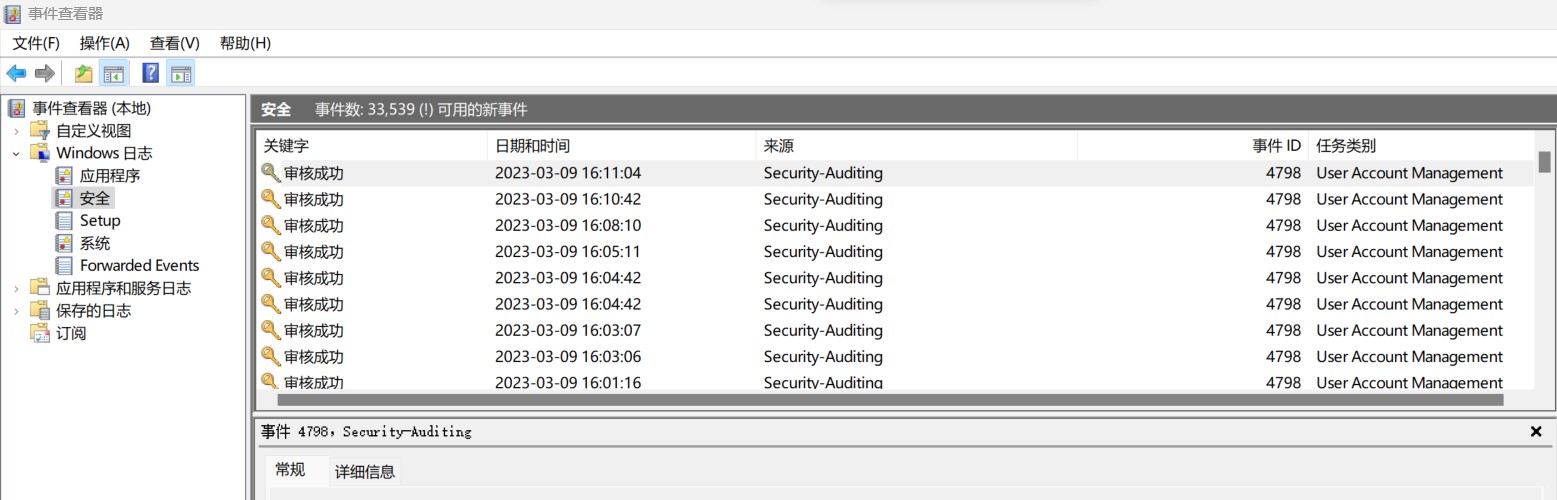 事件查看器
文件(F) 操作(A) 查看(V) 帮助(H)
事件查看器 (本地)
自定义视图
Windows 日志
应用程序
安全
Setup
系统
Forwarded Events
应用程序和服务日志
保存的日志
订阅
安全 事件数: 33,539 (!) 可用的新事件
关键字 日期和时间 来源 事件 ID 任务类别
审核成功 2023-03-09 16:11:04 Security-Auditing 4798 User Account Management
审核成功 2023-03-09 16:10:42 Security-Auditing 4798 User Account Management
审核成功 2023-03-09 16:08:10 Security-Auditing 4798 User Account Management
审核成功 2023-03-09 16:05:11 Security-Auditing 4798 User Account Management
审核成功 2023-03-09 16:04:42 Security-Auditing 4798 User Account Management
审核成功 2023-03-09 16:04:42 Security-Auditing 4798 User Account Management
审核成功 2023-03-09 16:03:07 Security-Auditing 4798 User Account Management
审核成功 2023-03-09 16:03:06 Security-Auditing 4798 User Account Management
审核成功 2023-03-09 16:01:16 Security-Auditing 4798 User Account Management
事件 4798，Security-Auditing
常规 详细信息